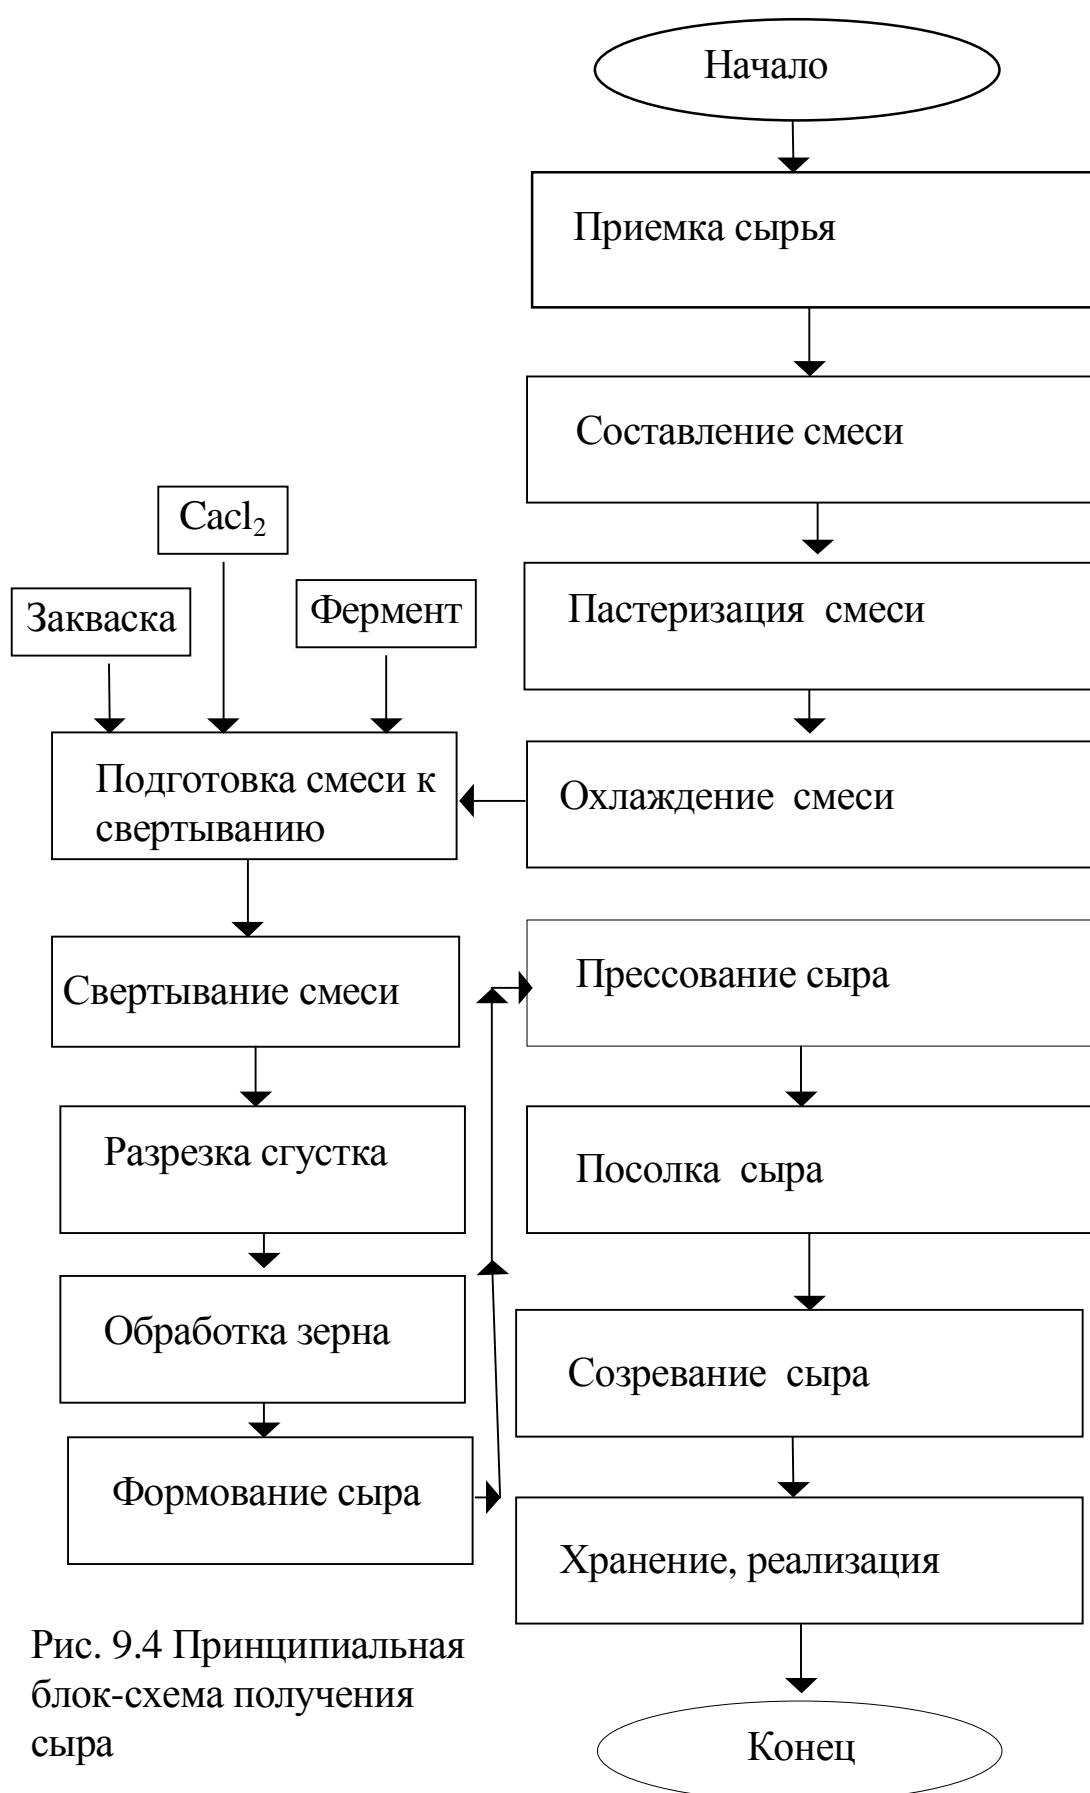 Начало
Приемка сырья
Составление смеси
Cacl₂
Закваска
Фермент
Пастеризация смеси
Подготовка смеси к
свертыванию
Охлаждение смеси
Свертывание смеси
Прессование сыра
Разрезка сгустка
Посолка сыра
Обработка зерна
Созревание сыра
Формование сыра
Хранение, реализация
Рис. 9.4 Принципиальная
блок-схема получения
сыра
Конец